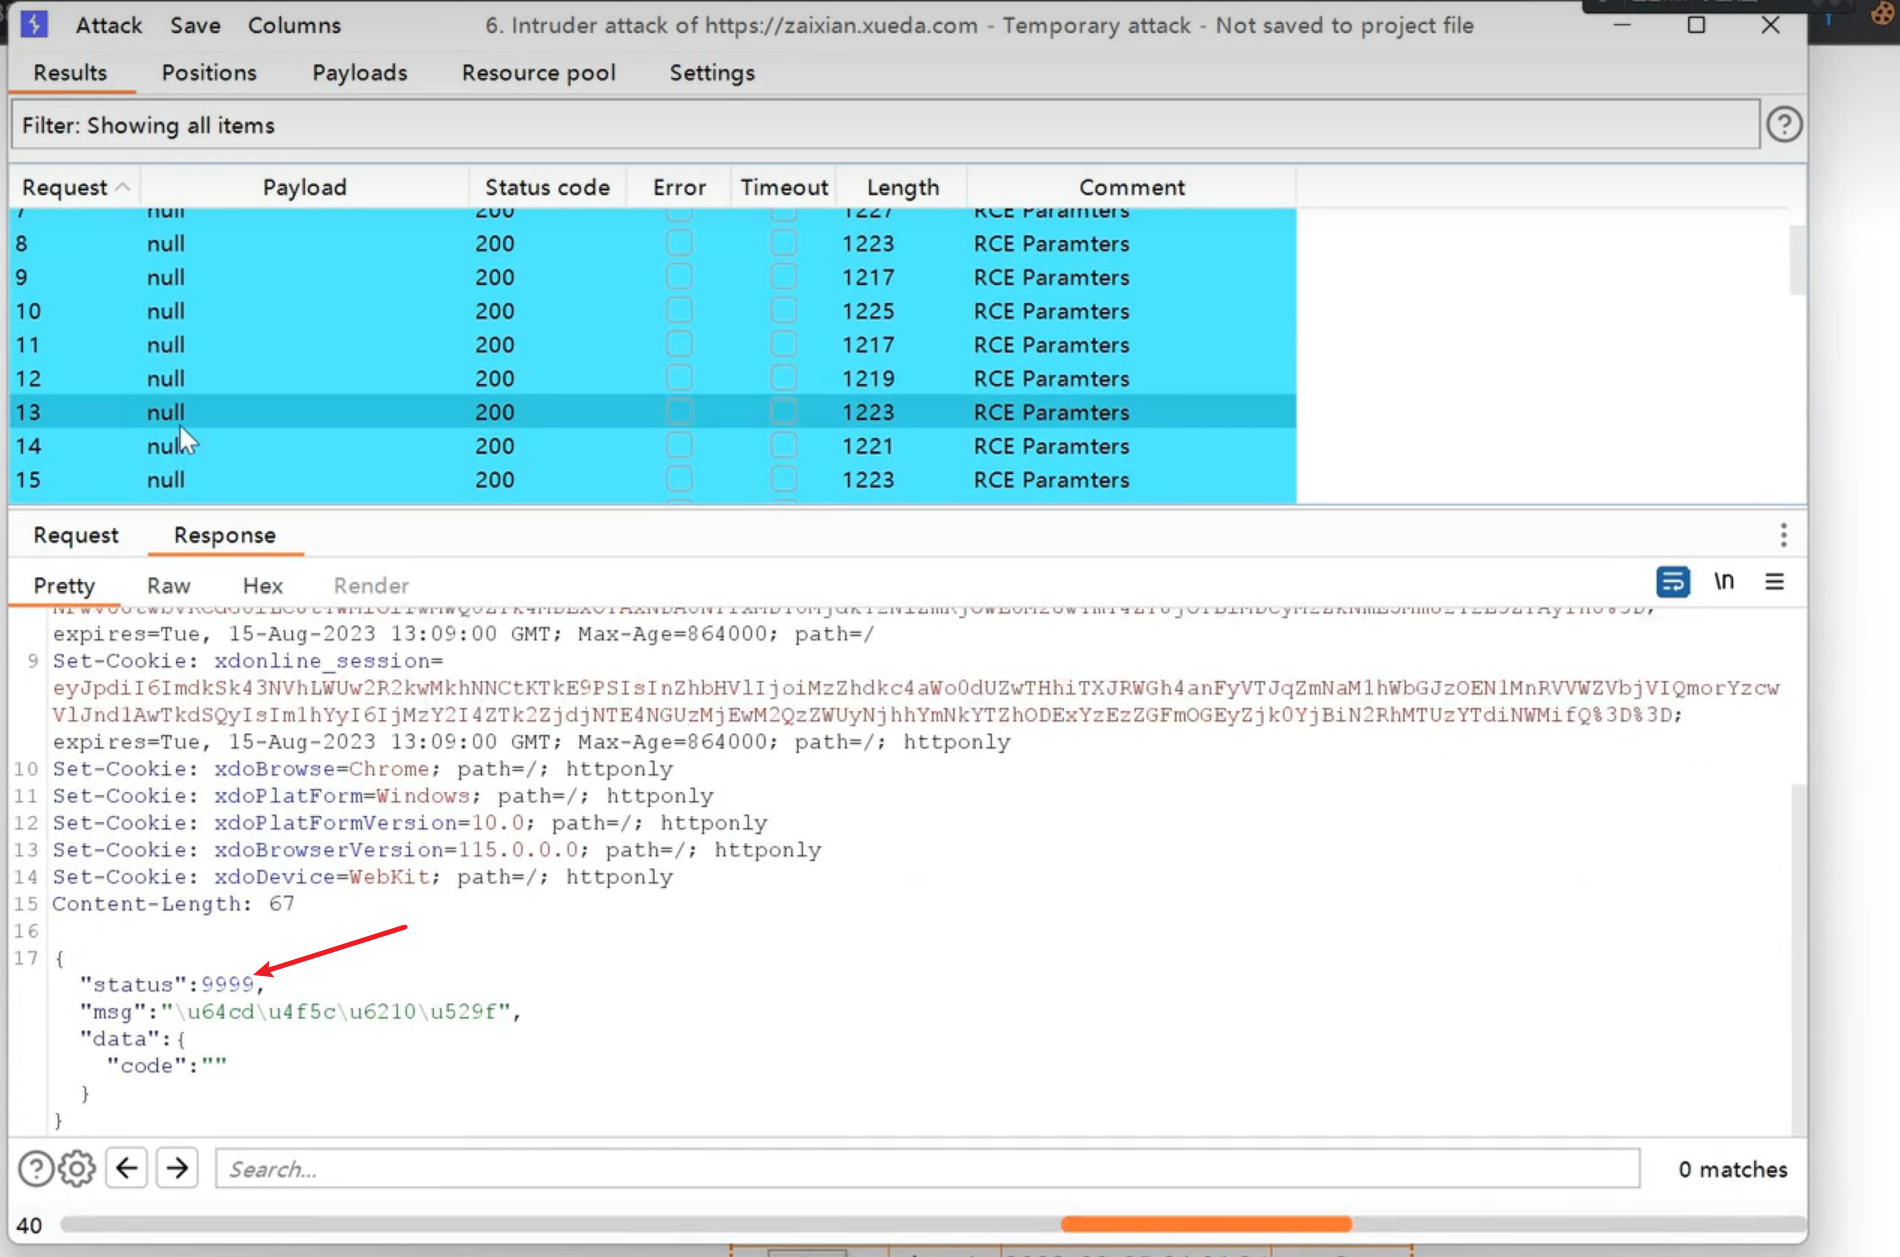 Attack Save Columns 6. Intruder attack of https://zaixian.xueda.com - Temporary attack - Not saved to project file
Results Positions Payloads Resource pool Settings
Filter: Showing all items
Request Payload Status code Error Timeout Length Comment
7 null 200 1227 RCE Paramters
8 null 200 1223 RCE Paramters
9 null 200 1217 RCE Paramters
10 null 200 1225 RCE Paramters
11 null 200 1217 RCE Paramters
12 null 200 1219 RCE Paramters
13 null 200 1223 RCE Paramters
14 null 200 1221 RCE Paramters
15 null 200 1223 RCE Paramters
Request Response
Pretty Raw Hex Render
\n
expires=Tue, 15-Aug-2023 13:09:00 GMT; Max-Age=864000; path=/
9 Set-Cookie: xdonline_session=
expires=Tue, 15-Aug-2023 13:09:00 GMT; Max-Age=864000; path=/; httponly
10 Set-Cookie: xdoBrowse=Chrome; path=/; httponly
11 Set-Cookie: xdoPlatForm=Windows; path=/; httponly
12 Set-Cookie: xdoPlatFormVersion=10.0; path=/; httponly
13 Set-Cookie: xdoBrowserVersion=115.0.0.0; path=/; httponly
14 Set-Cookie: xdoDevice=WebKit; path=/; httponly
15 Content-Length: 67
16
17 {
"status":9999,
"msg":"\u64cd\u4f5c\u6210\u529f",
"data":{
"code":""
}
}
Search... 0 matches
40